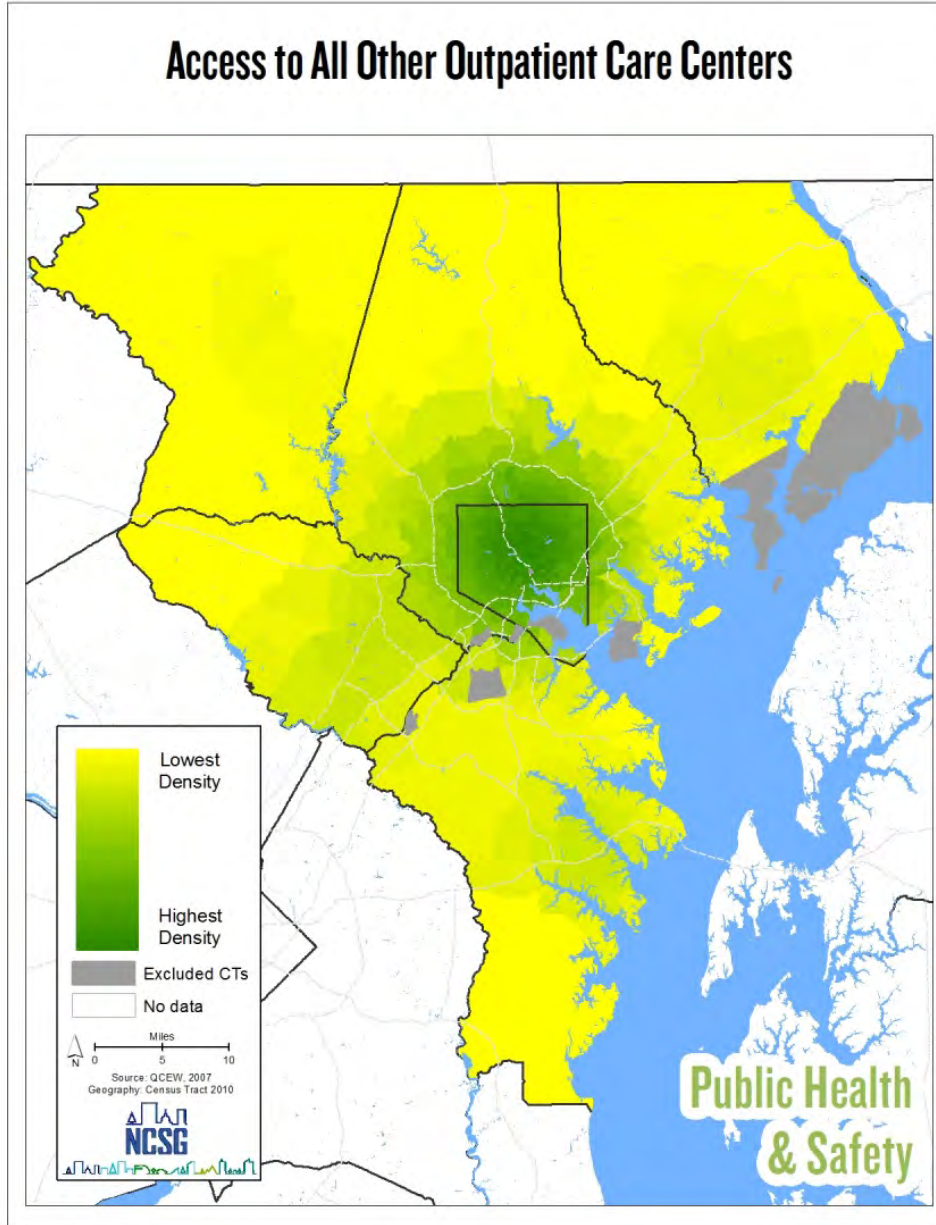 Access to All Other Outpatient Care Centers
Lowest
Density
Highest
Density
Excluded CTs
No data
Miles
N
0 5 10
Source: QCEW, 2007
Geography: Census Tract 2010
NCSG
Public Health
& Safety